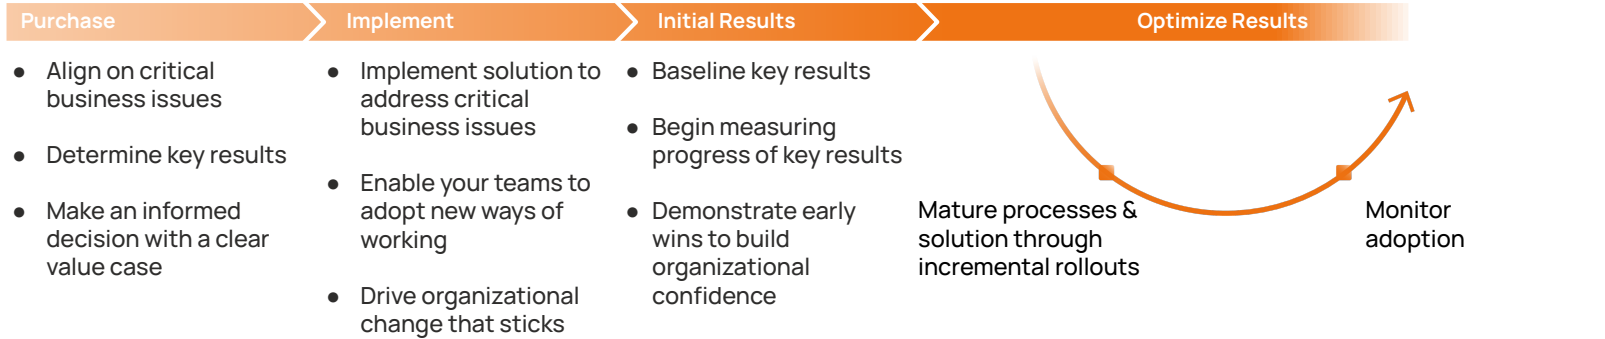 Purchase
Implement
Initial Results
Optimize Results
● Align on critical
business issues
● Determine key results
● Make an informed
decision with a clear
value case
● Implement solution to
address critical
business issues
● Enable your teams to
adopt new ways of
working
● Drive organizational
change that sticks
● Baseline key results
● Begin measuring
progress of key results
● Demonstrate early
wins to build
organizational
confidence
Mature processes &
solution through
incremental rollouts
Monitor
adoption